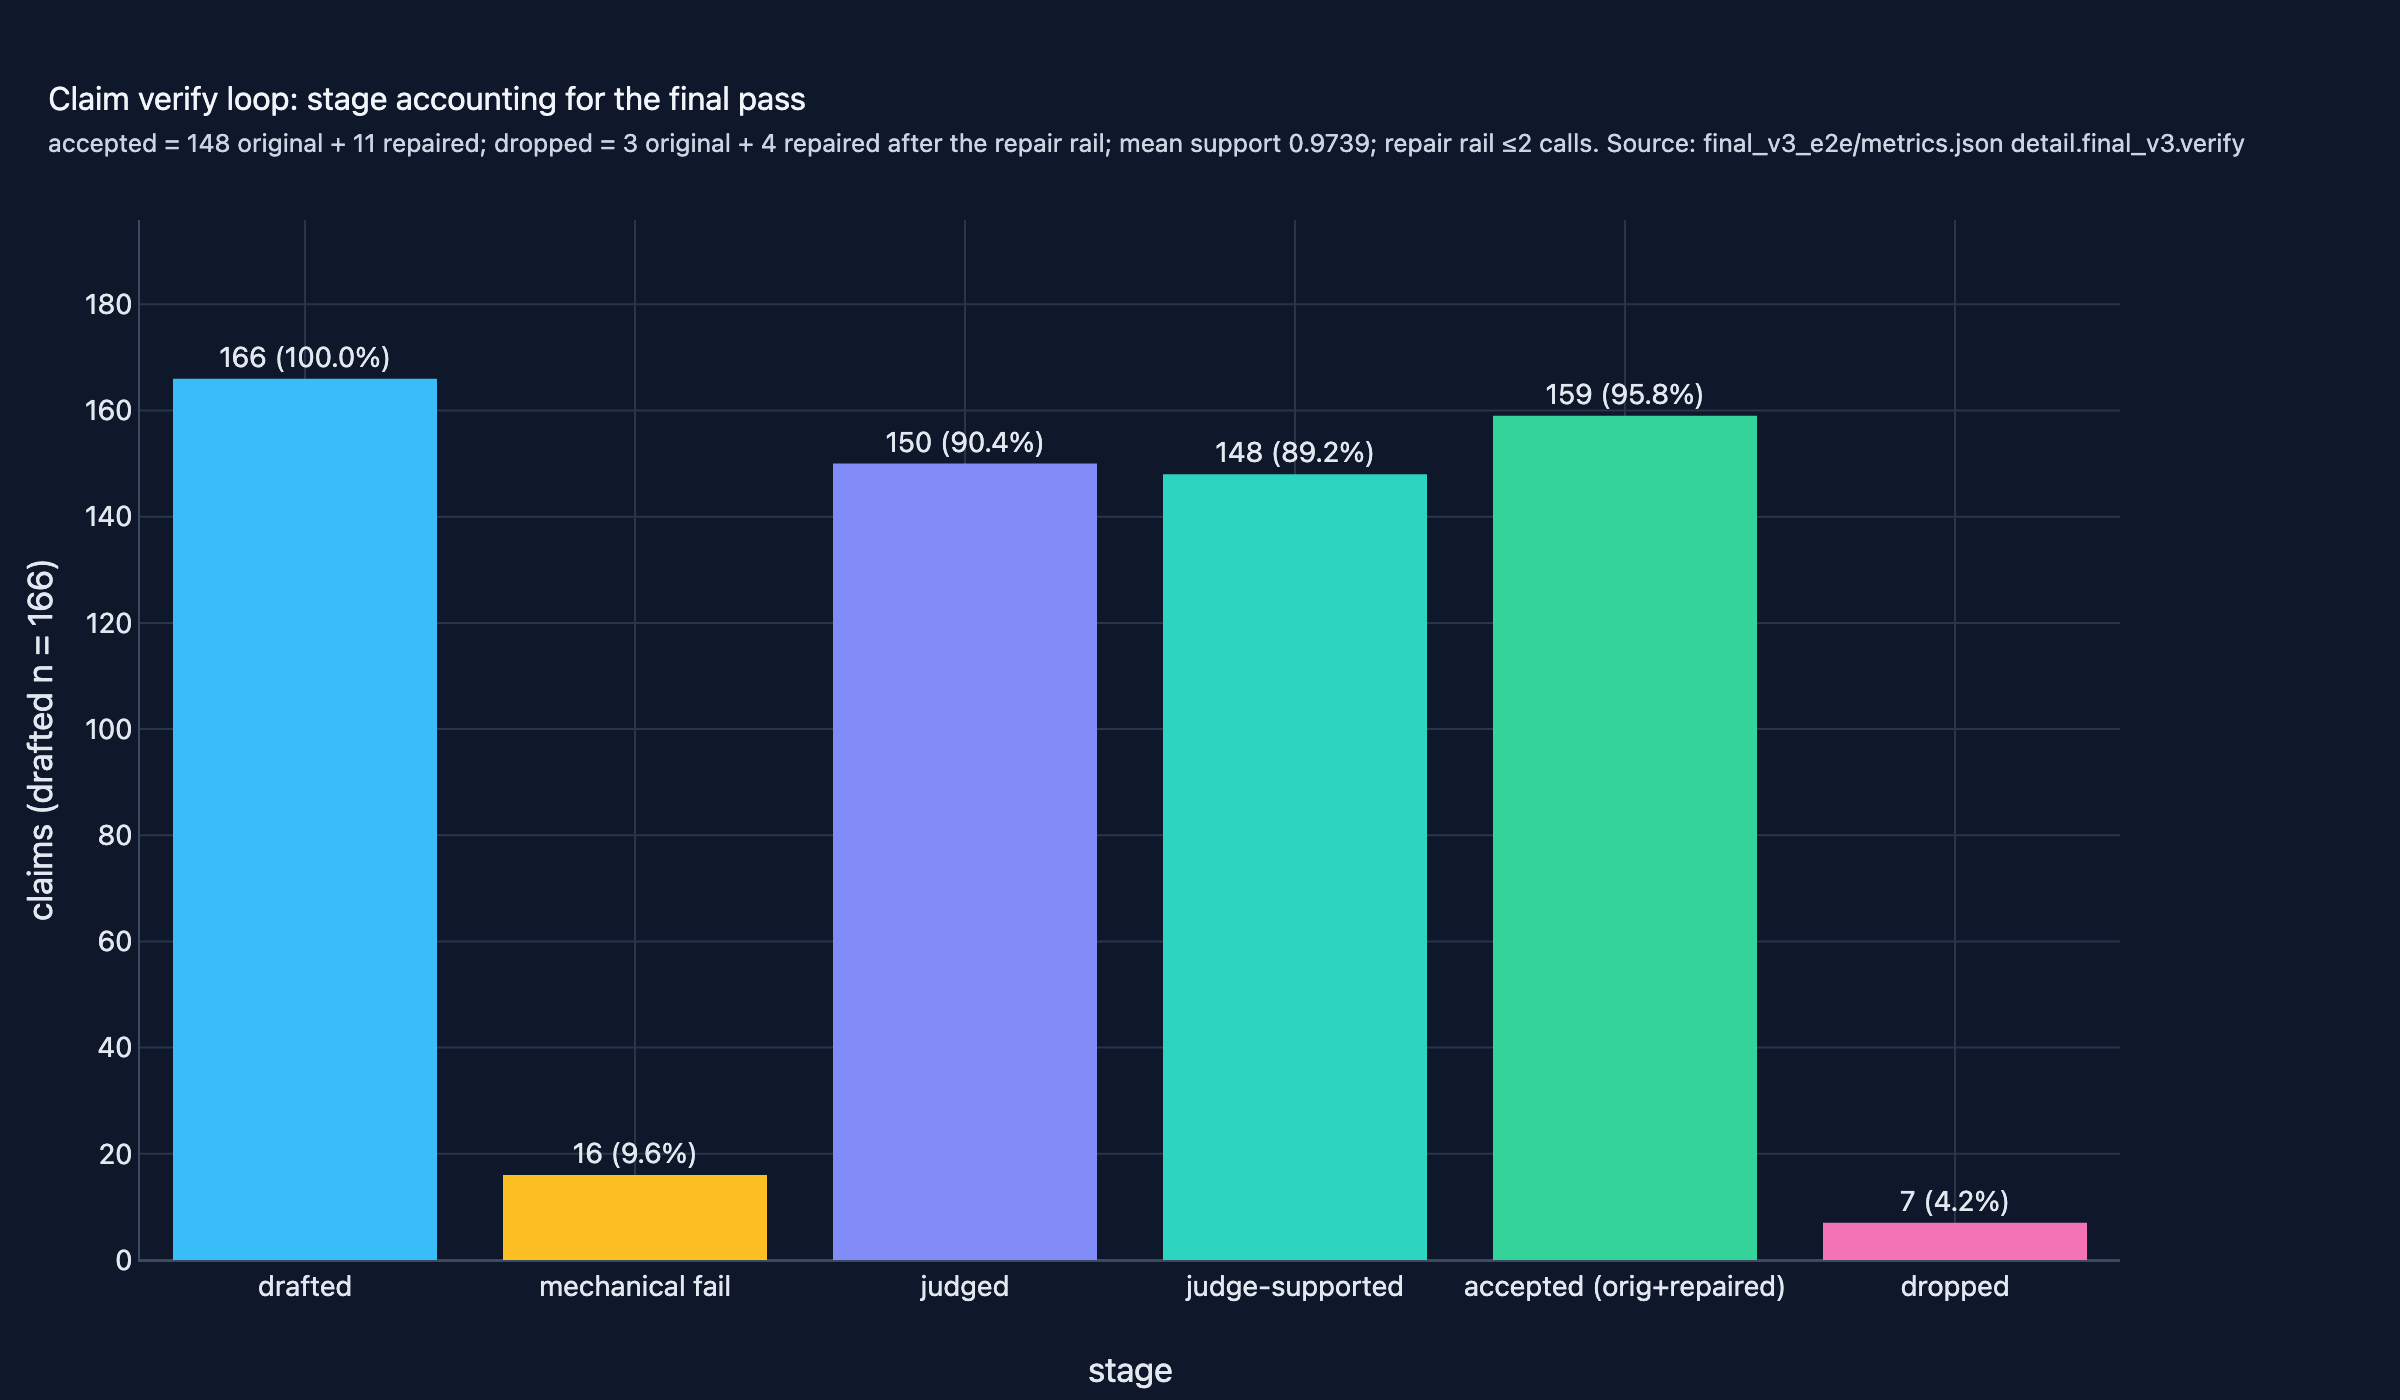 Claim verify loop: stage accounting for the final pass
accepted = 148 original + 11 repaired; dropped = 3 original + 4 repaired after the repair rail; mean support 0.9739; repair rail ≤2 calls. Source: final_v3_e2e/metrics.json detail.final_v3.verify
claims (drafted n = 166)
180
160
140
120
100
80
60
40
20
0
166 (100.0%)
16 (9.6%)
150 (90.4%)
148 (89.2%)
159 (95.8%)
7 (4.2%)
drafted
mechanical fail
judged
judge-supported
accepted (orig+repaired)
dropped
stage